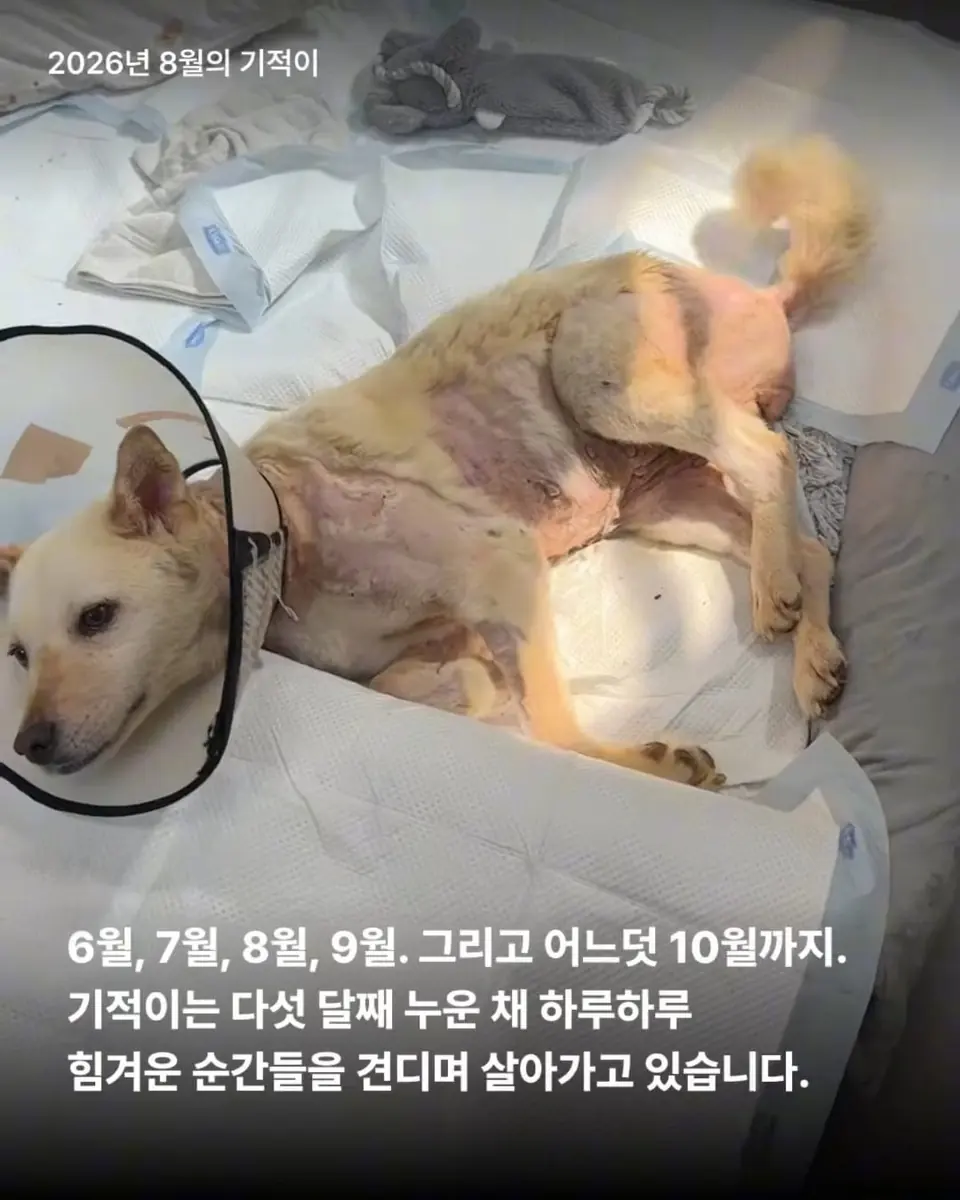 2026년 8월의 기적이
6월, 7월, 8월, 9월. 그리고 어느덧 10월까지.
기적이는 다섯 달째 누운 채 하루하루
힘겨운 순간들을 견디며 살아가고 있습니다.